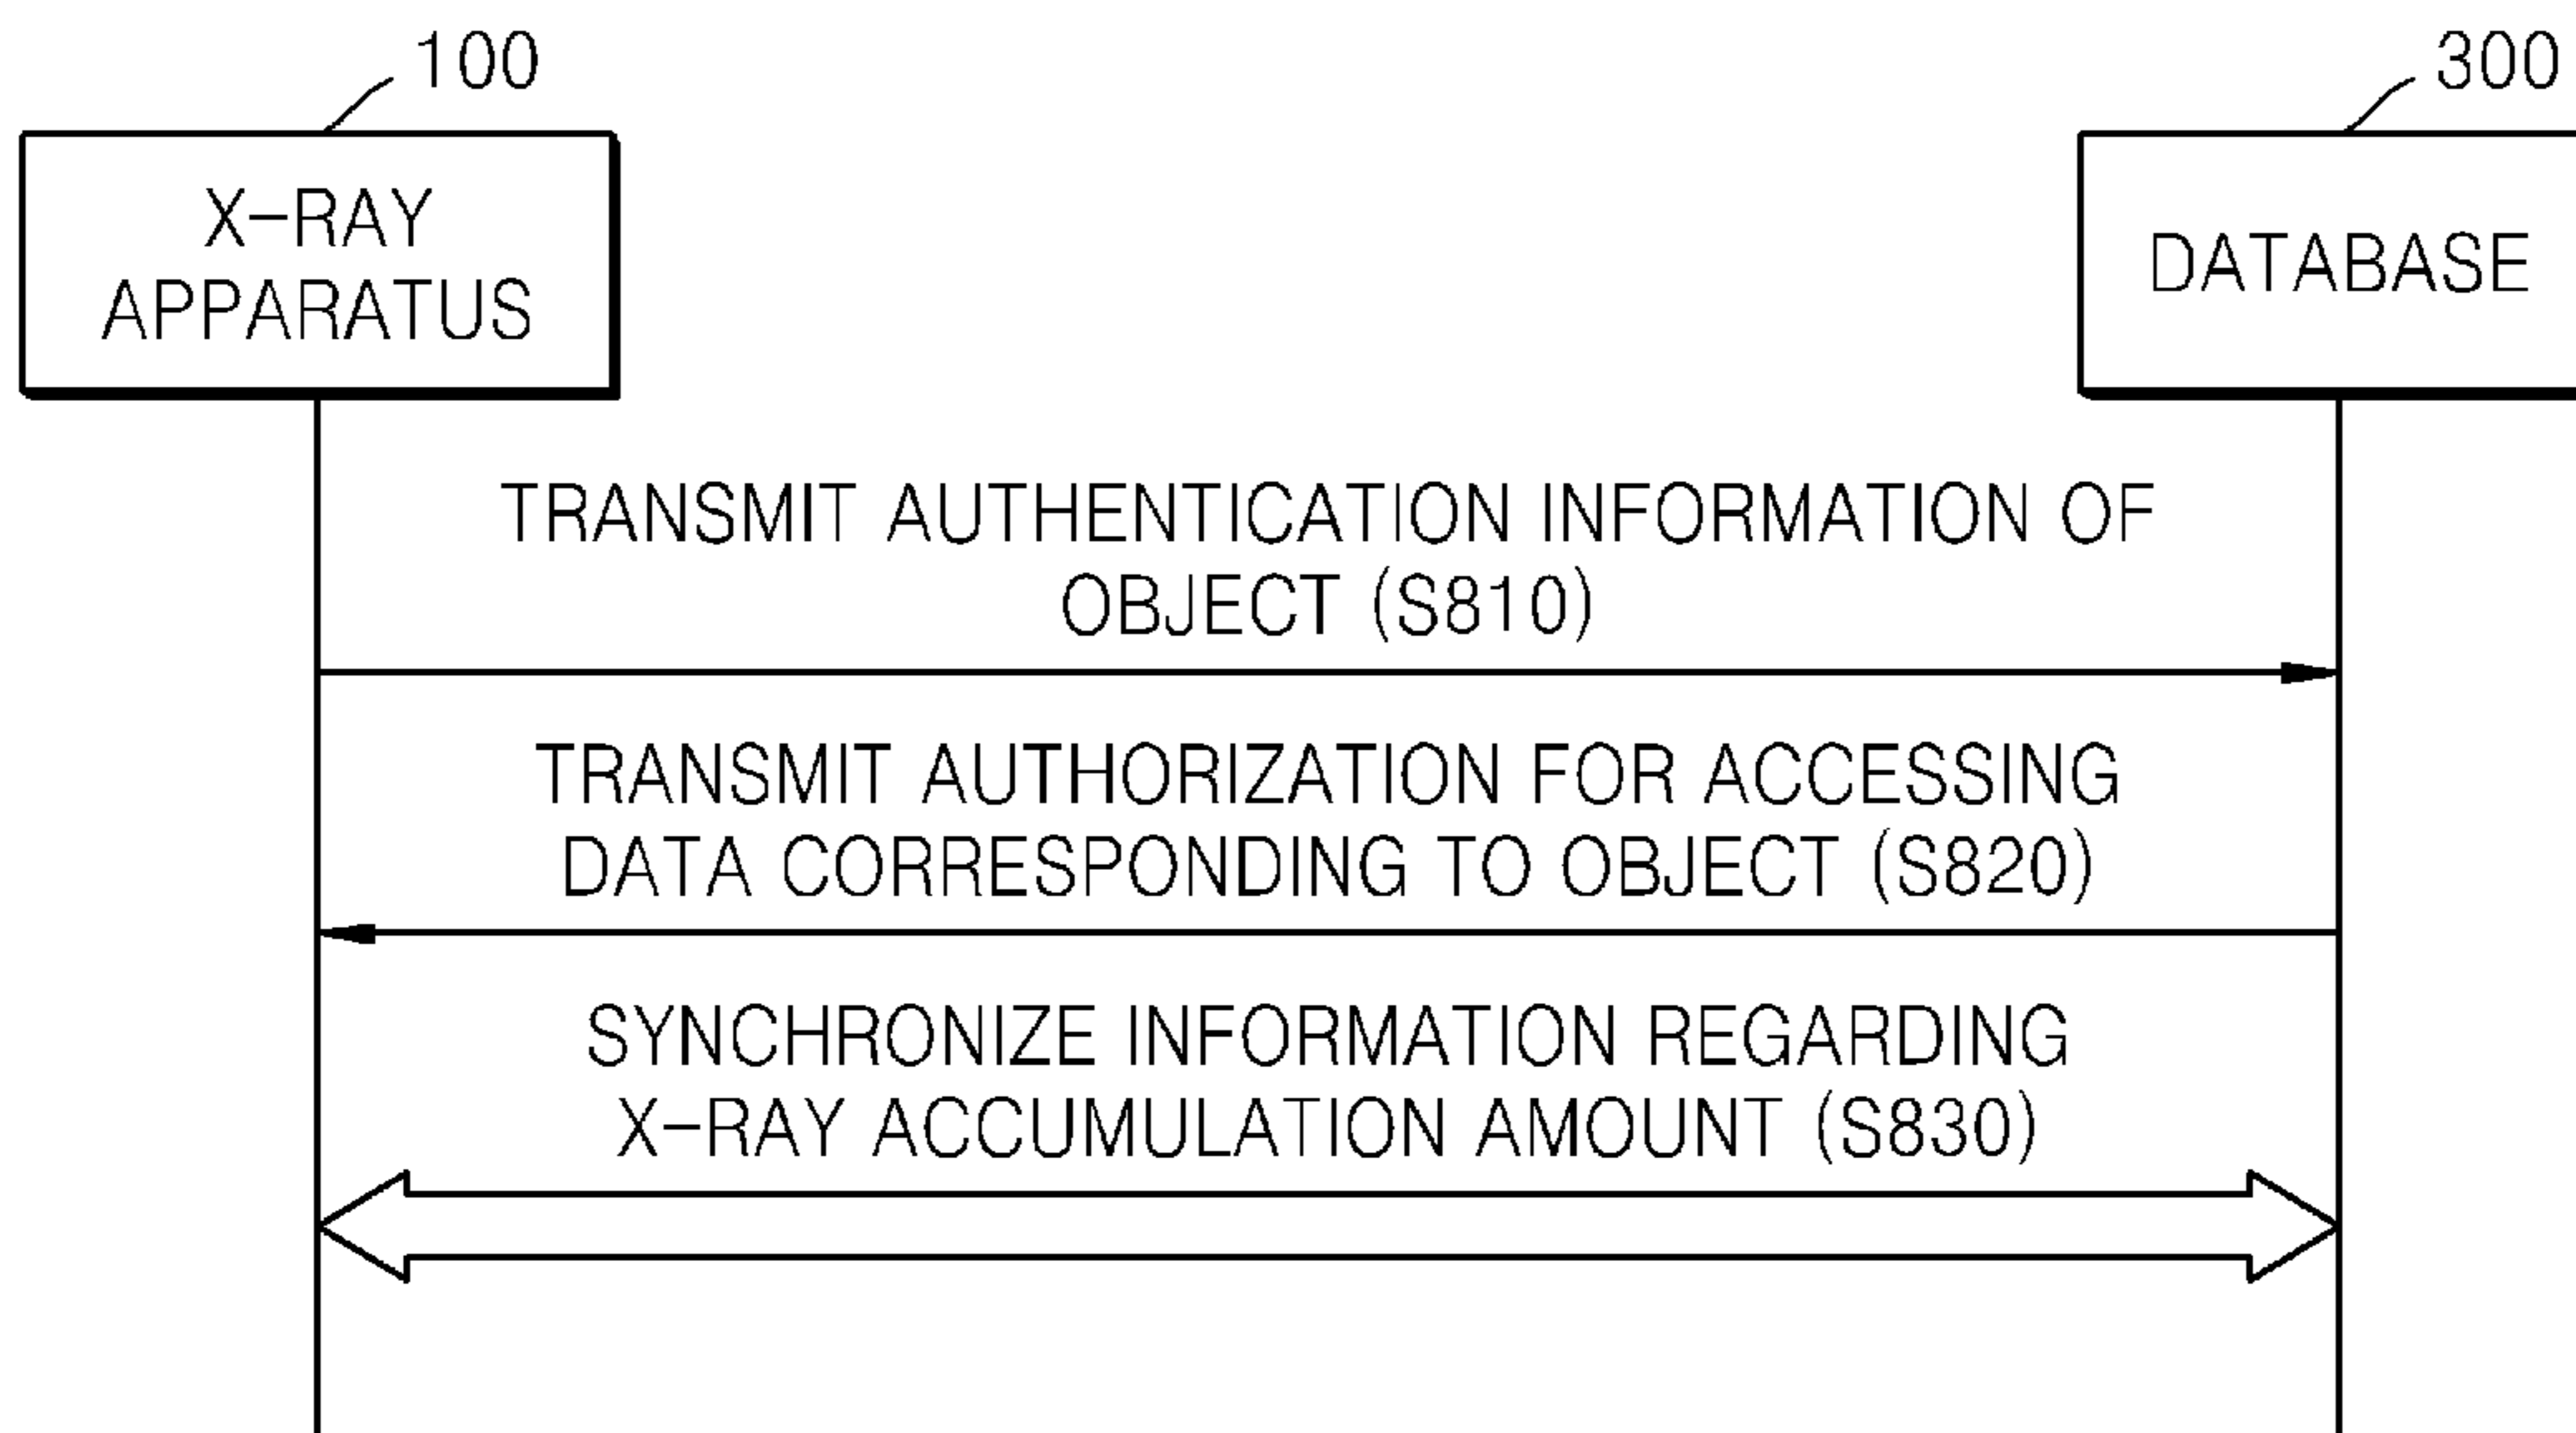 100
300
X-RAY
APPARATUS
DATABASE
TRANSMIT AUTHENTICATION INFORMATION OF
OBJECT (S810)
TRANSMIT AUTHORIZATION FOR ACCESSING
DATA CORRESPONDING TO OBJECT (S820)
SYNCHRONIZE INFORMATION REGARDING
X-RAY ACCUMULATION AMOUNT (S830)